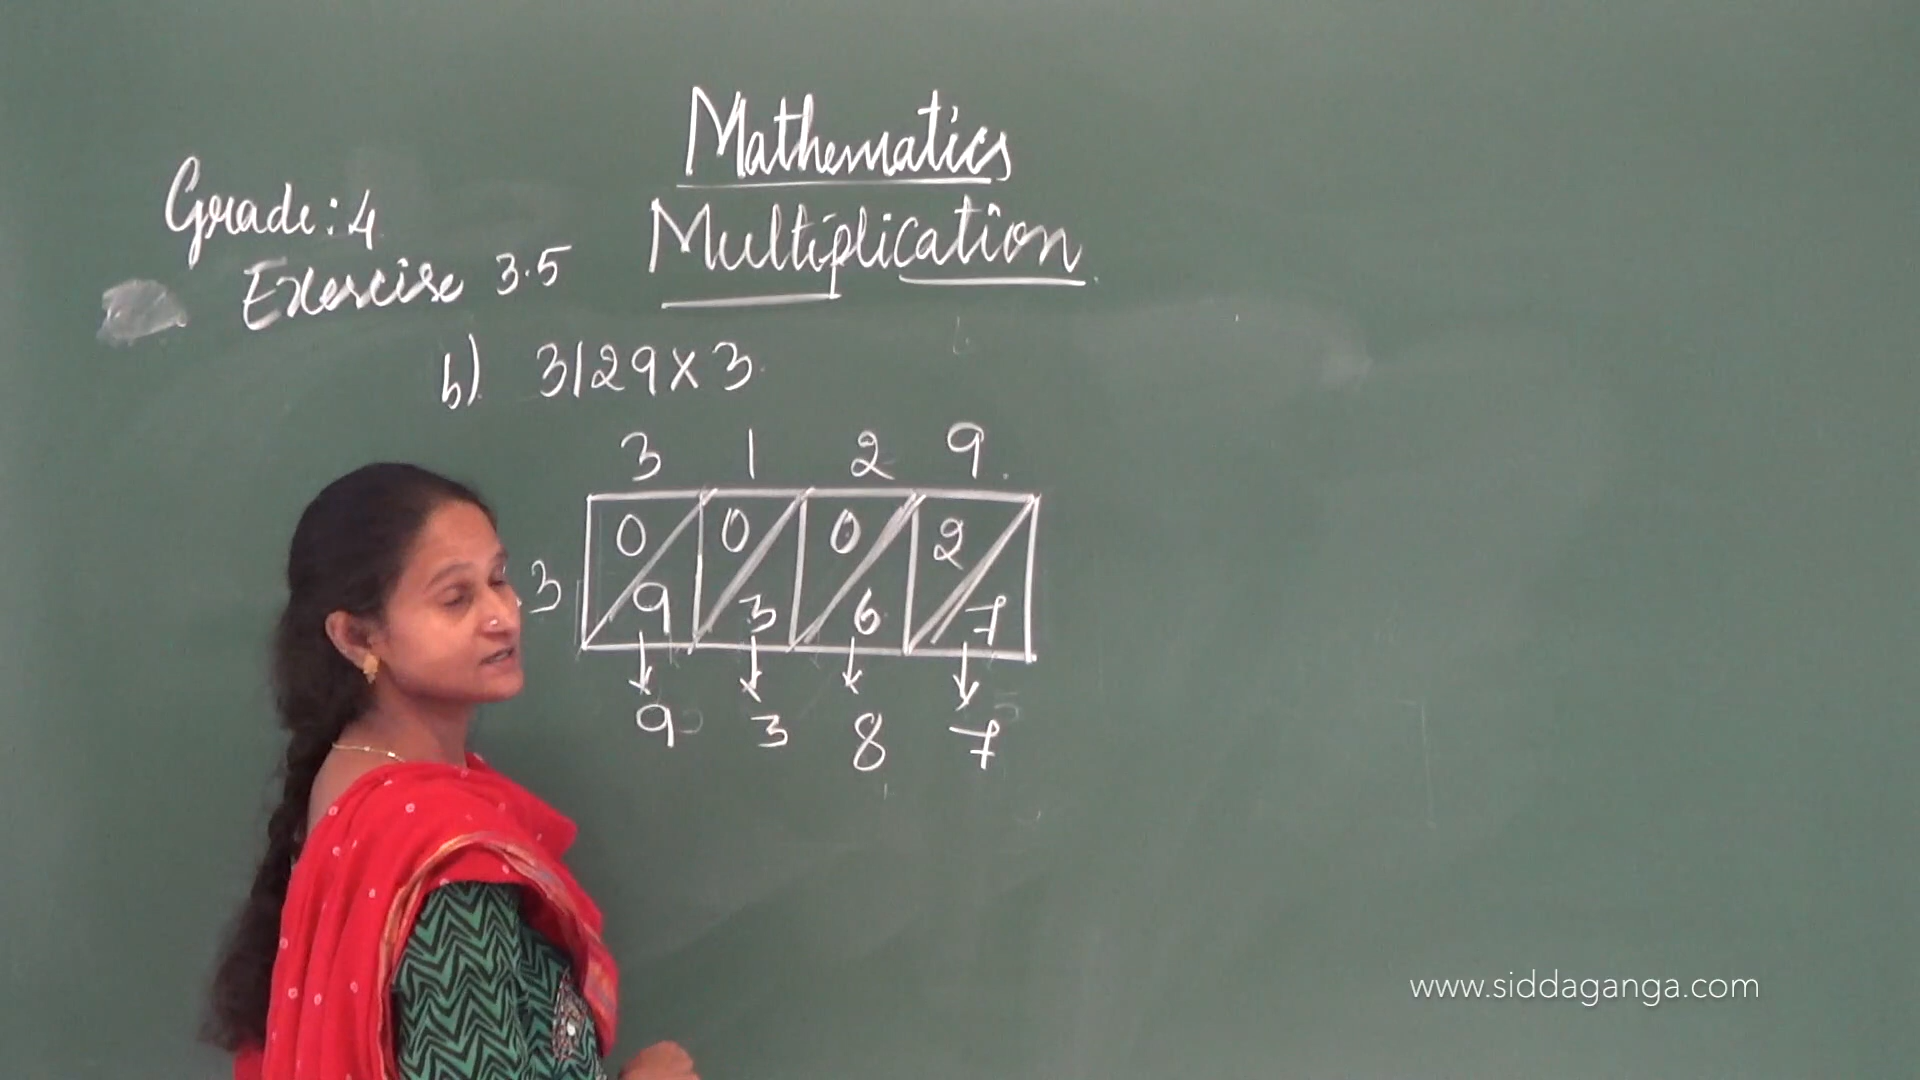 Mathematics
Grade: 4
Multiplication
Exercise 3.5
b) 3129 x 3
3 1 2 9
0 0 0 2
3
9 3 6 7
9 3 8 7
www.siddaganga.com